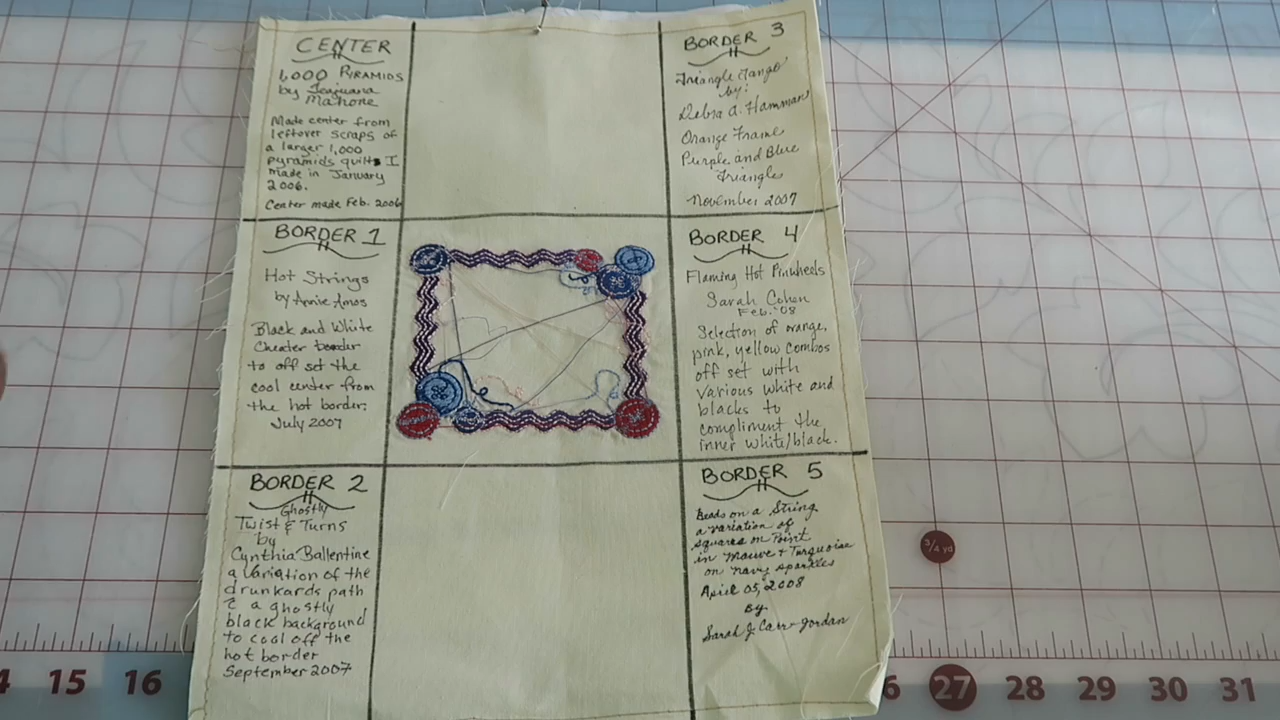 CENTER
1,000 PYRAMIDS
by
Mahone
Made center from
leftover scraps of
a larger 1,000
pyramids quilt I
made in January
2006.
Center made Feb. 2006
BORDER 1
Hot Strings
by Annie Amos
Black and White
Cheater border
to off set the
cool center from
the hot border.
July 2007
BORDER 2
Ghostly
Twist & Turns
by
Cynthia Ballentine
a variation of the
drunkards path
& a ghostly
black background
to cool off the
hot border
September 2007
BORDER 3
Triangle Tango
by:
Debra A. Hammans
Orange Frame
Purple and Blue
Triangles
November 2007
BORDER 4
Flaming Hot Pinwheels
Sarah Cohen
Feb. '08
Selection of orange,
pink, yellow combos
off set with
various white and
blacks to
compliment the
inner white/black.
BORDER 5
Beads on a String
a variation of
squares on Point
in Mauve & Turquoise
on navy sparkles
April 05, 2008
By
Sarah J. Carr-Jordan
3/4 yd
4 15 16
6 27 28 29 30 31